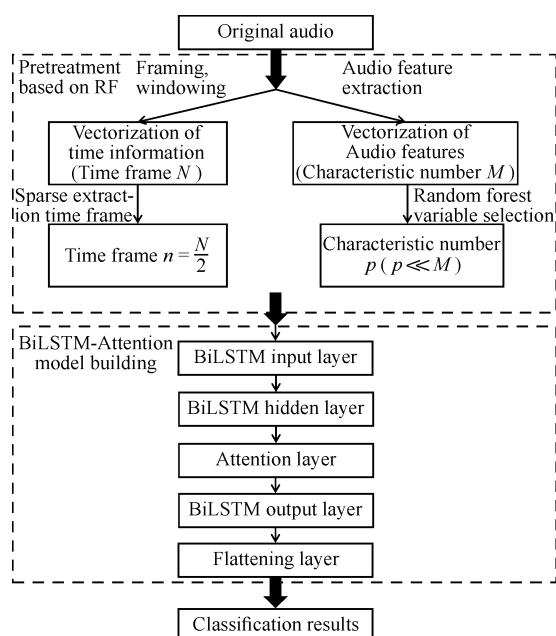 Original audio
Pretreatment
based on RF
Framing,
windowing
Audio feature
extraction
Vectorization of
time information
(Time frame N )
Vectorization of
Audio features
(Characteristic number M )
Sparse extract-
ion time frame
Random forest
variable selection
Time frame n = N/2
Characteristic number
p ( p ≪ M )
BiLSTM-Attention
model building
BiLSTM input layer
BiLSTM hidden layer
Attention layer
BiLSTM output layer
Flattening layer
Classification results